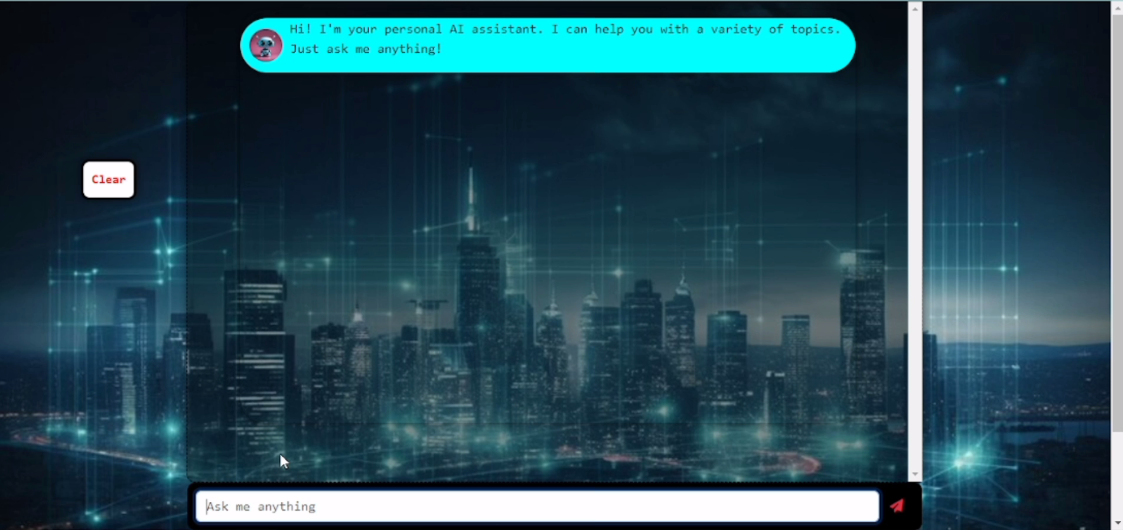 Hi! I'm your personal AI assistant. I can help you with a variety of topics.
Just ask me anything!
Clear
Ask me anything